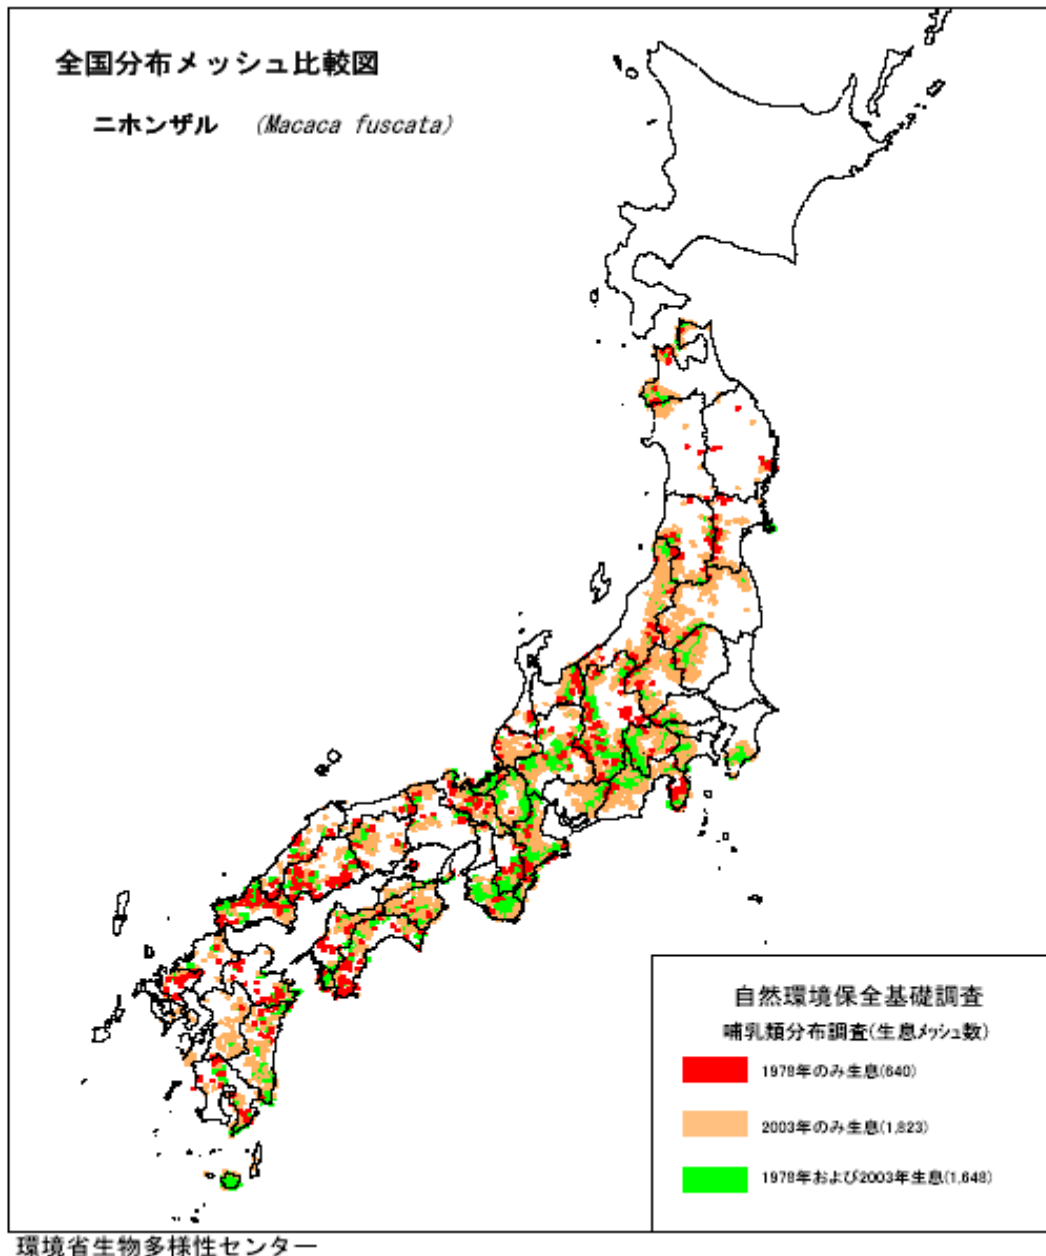 全国分布メッシュ比較図
ニホンザル (Macaca fuscata)
自然環境保全基礎調査
哺乳類分布調査(生息メッシュ数)
1978年のみ生息(640)
2003年のみ生息(1,823)
1978年および2003年生息(1,648)
環境省生物多様性センター